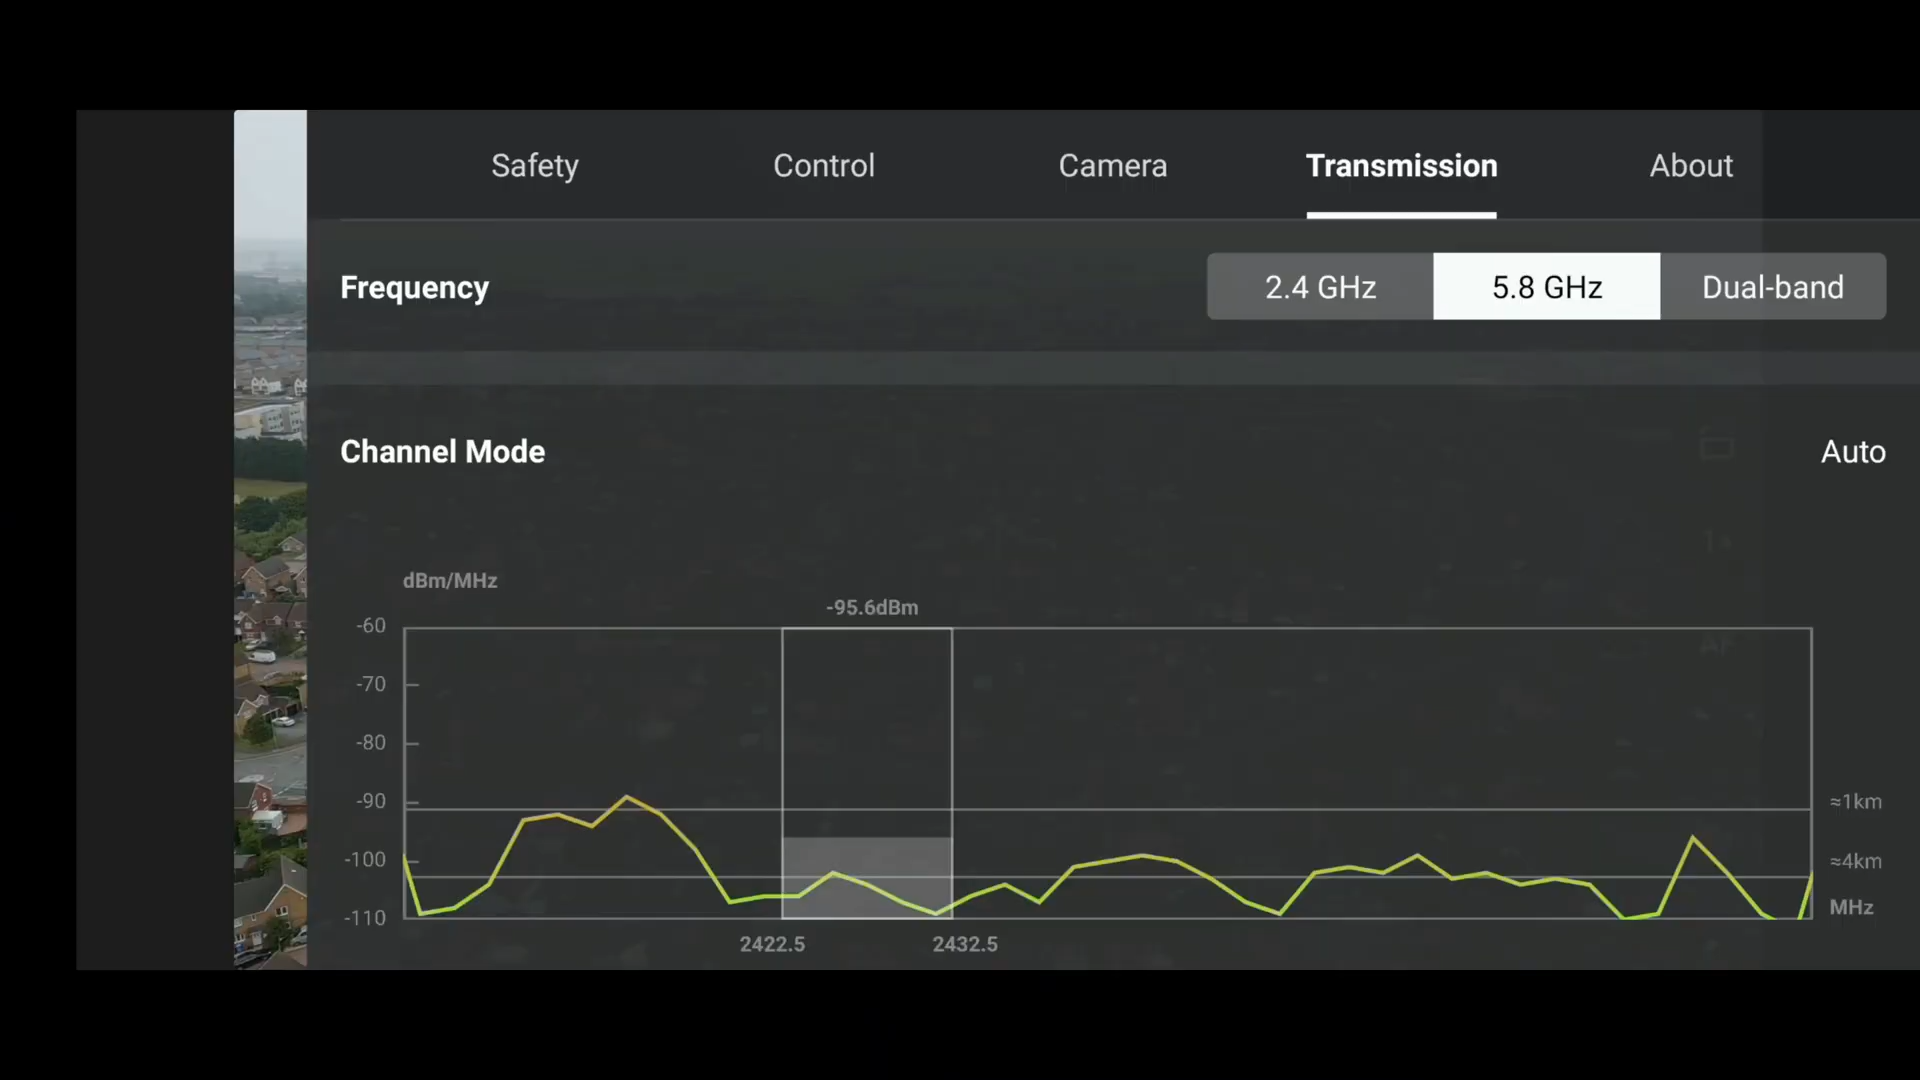 Safety Control Camera Transmission About
Frequency 2.4 GHz 5.8 GHz Dual-band
Channel Mode Auto
dBm/MHz
-95.6dBm
-60
-70
-80
-90 ≈1km
-100 ≈4km
-110 MHz
2422.5 2432.5